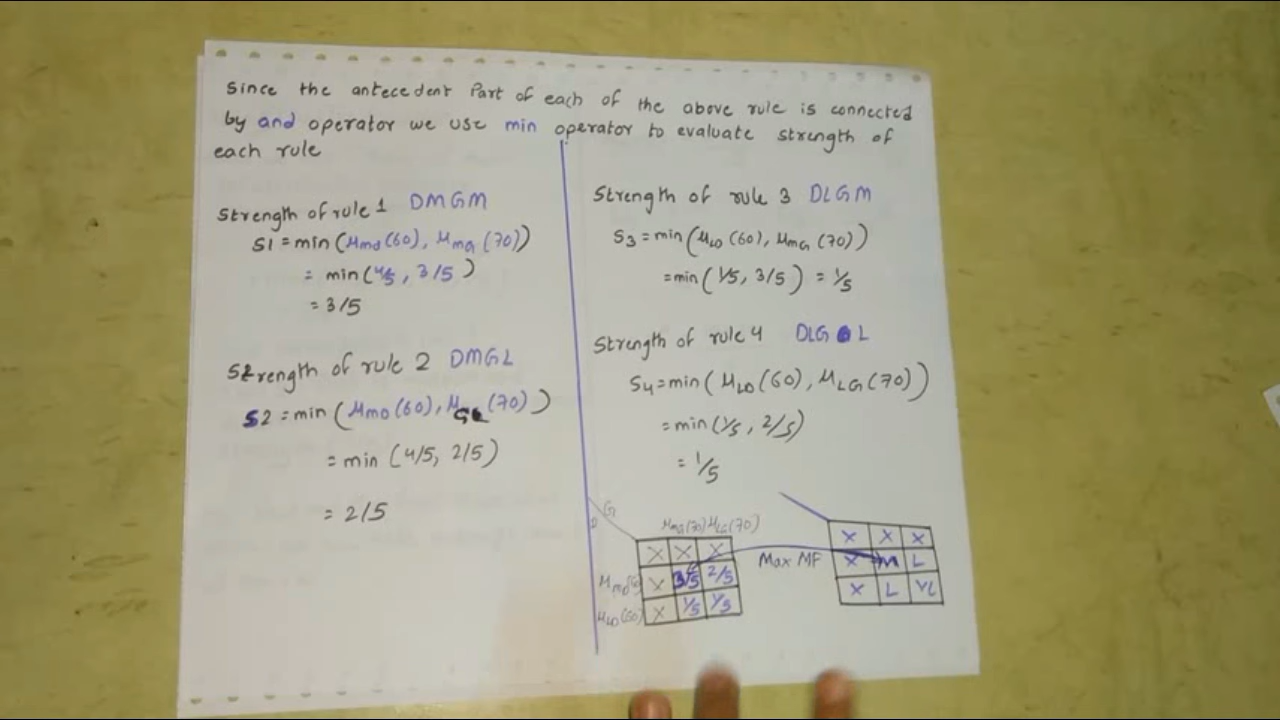 Since the antecedent Part of each of the above rule is connected
by and operator we use min operator to evaluate strength of
each rule
Strength of rule 1 DMGM
S1 = min(μMD(60), μMG(70))
= min(4/5, 3/5)
= 3/5
Strength of rule 2 DMGL
S2 = min(μMD(60), μGL(70))
= min(4/5, 2/5)
= 2/5
Strength of rule 3 DLGM
S3 = min(μLD(60), μMG(70))
= min(1/5, 3/5) = 1/5
Strength of rule 4 DLG L
S4 = min(μLD(60), μLG(70))
= min(1/5, 2/5)
= 1/5
G
D
μMG(70) μLG(70)
X X X
μMD(60) X 3/5 2/5
μLD(60) X 1/5 1/5
Max MF
X X X
X M L
X L VL